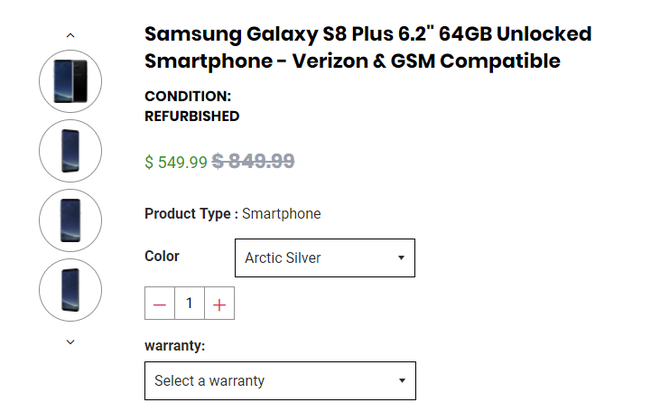 Samsung Galaxy S8 Plus 6.2" 64GB Unlocked
Smartphone - Verizon & GSM Compatible
CONDITION:
REFURBISHED
$ 549.99 $ 849.99
Product Type : Smartphone
Color Arctic Silver
1
warranty:
Select a warranty